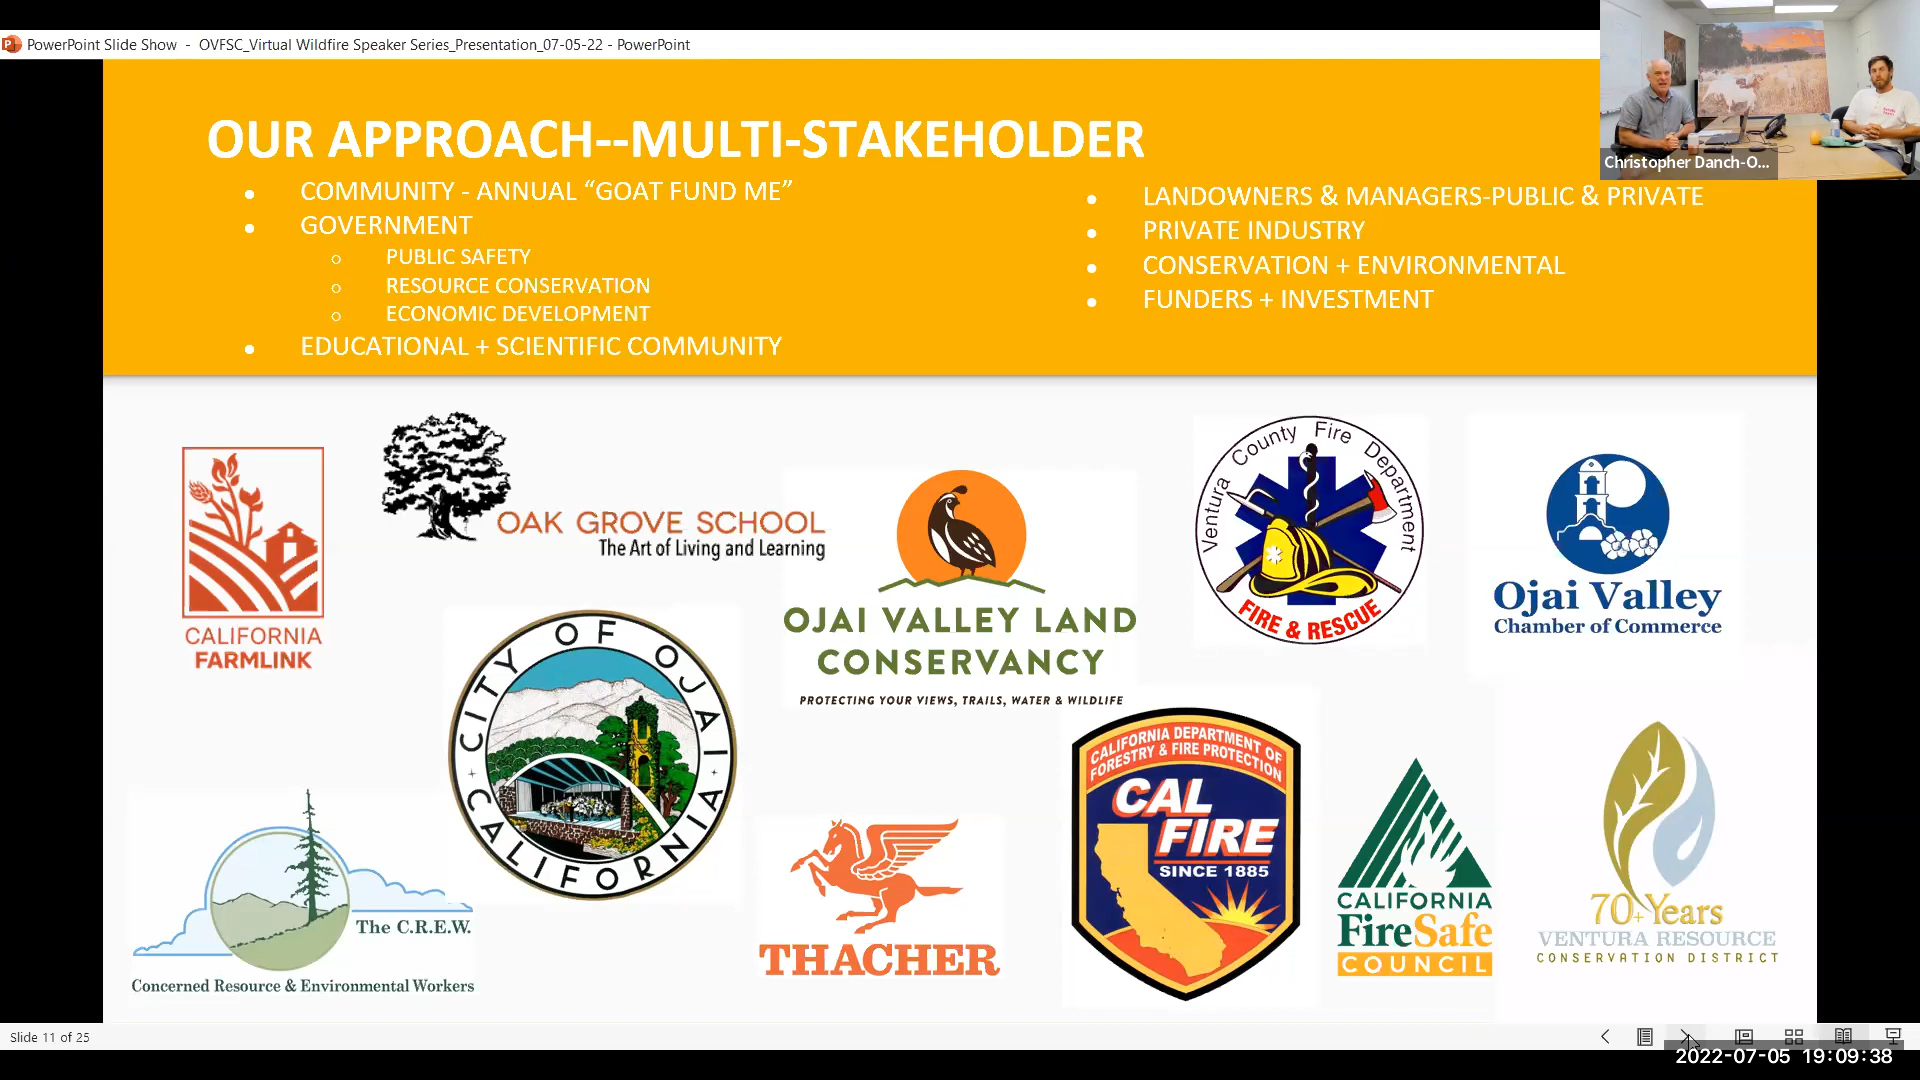 PowerPoint Slide Show - OVFSC_Virtual Wildfire Speaker Series_Presentation_07-05-22 - PowerPoint
Christopher Danch-O...
OUR APPROACH--MULTI-STAKEHOLDER
COMMUNITY - ANNUAL “GOAT FUND ME”
GOVERNMENT
PUBLIC SAFETY
RESOURCE CONSERVATION
ECONOMIC DEVELOPMENT
EDUCATIONAL + SCIENTIFIC COMMUNITY
LANDOWNERS & MANAGERS-PUBLIC & PRIVATE
PRIVATE INDUSTRY
CONSERVATION + ENVIRONMENTAL
FUNDERS + INVESTMENT
CALIFORNIA
FARMLINK
OAK GROVE SCHOOL
The Art of Living and Learning
OJAI VALLEY LAND
CONSERVANCY
PROTECTING YOUR VIEWS, TRAILS, WATER & WILDLIFE
Ventura County Fire Department
FIRE & RESCUE
Ojai Valley
Chamber of Commerce
CITY OF OJAI
CALIFORNIA
The C.R.E.W.
Concerned Resource & Environmental Workers
THACHER
CALIFORNIA DEPARTMENT OF
FORESTRY & FIRE PROTECTION
CAL
FIRE
SINCE 1885
CALIFORNIA
FireSafe
COUNCIL
70+Years
VENTURA RESOURCE
CONSERVATION DISTRICT
Slide 11 of 25
2022-07-05 19:09:38